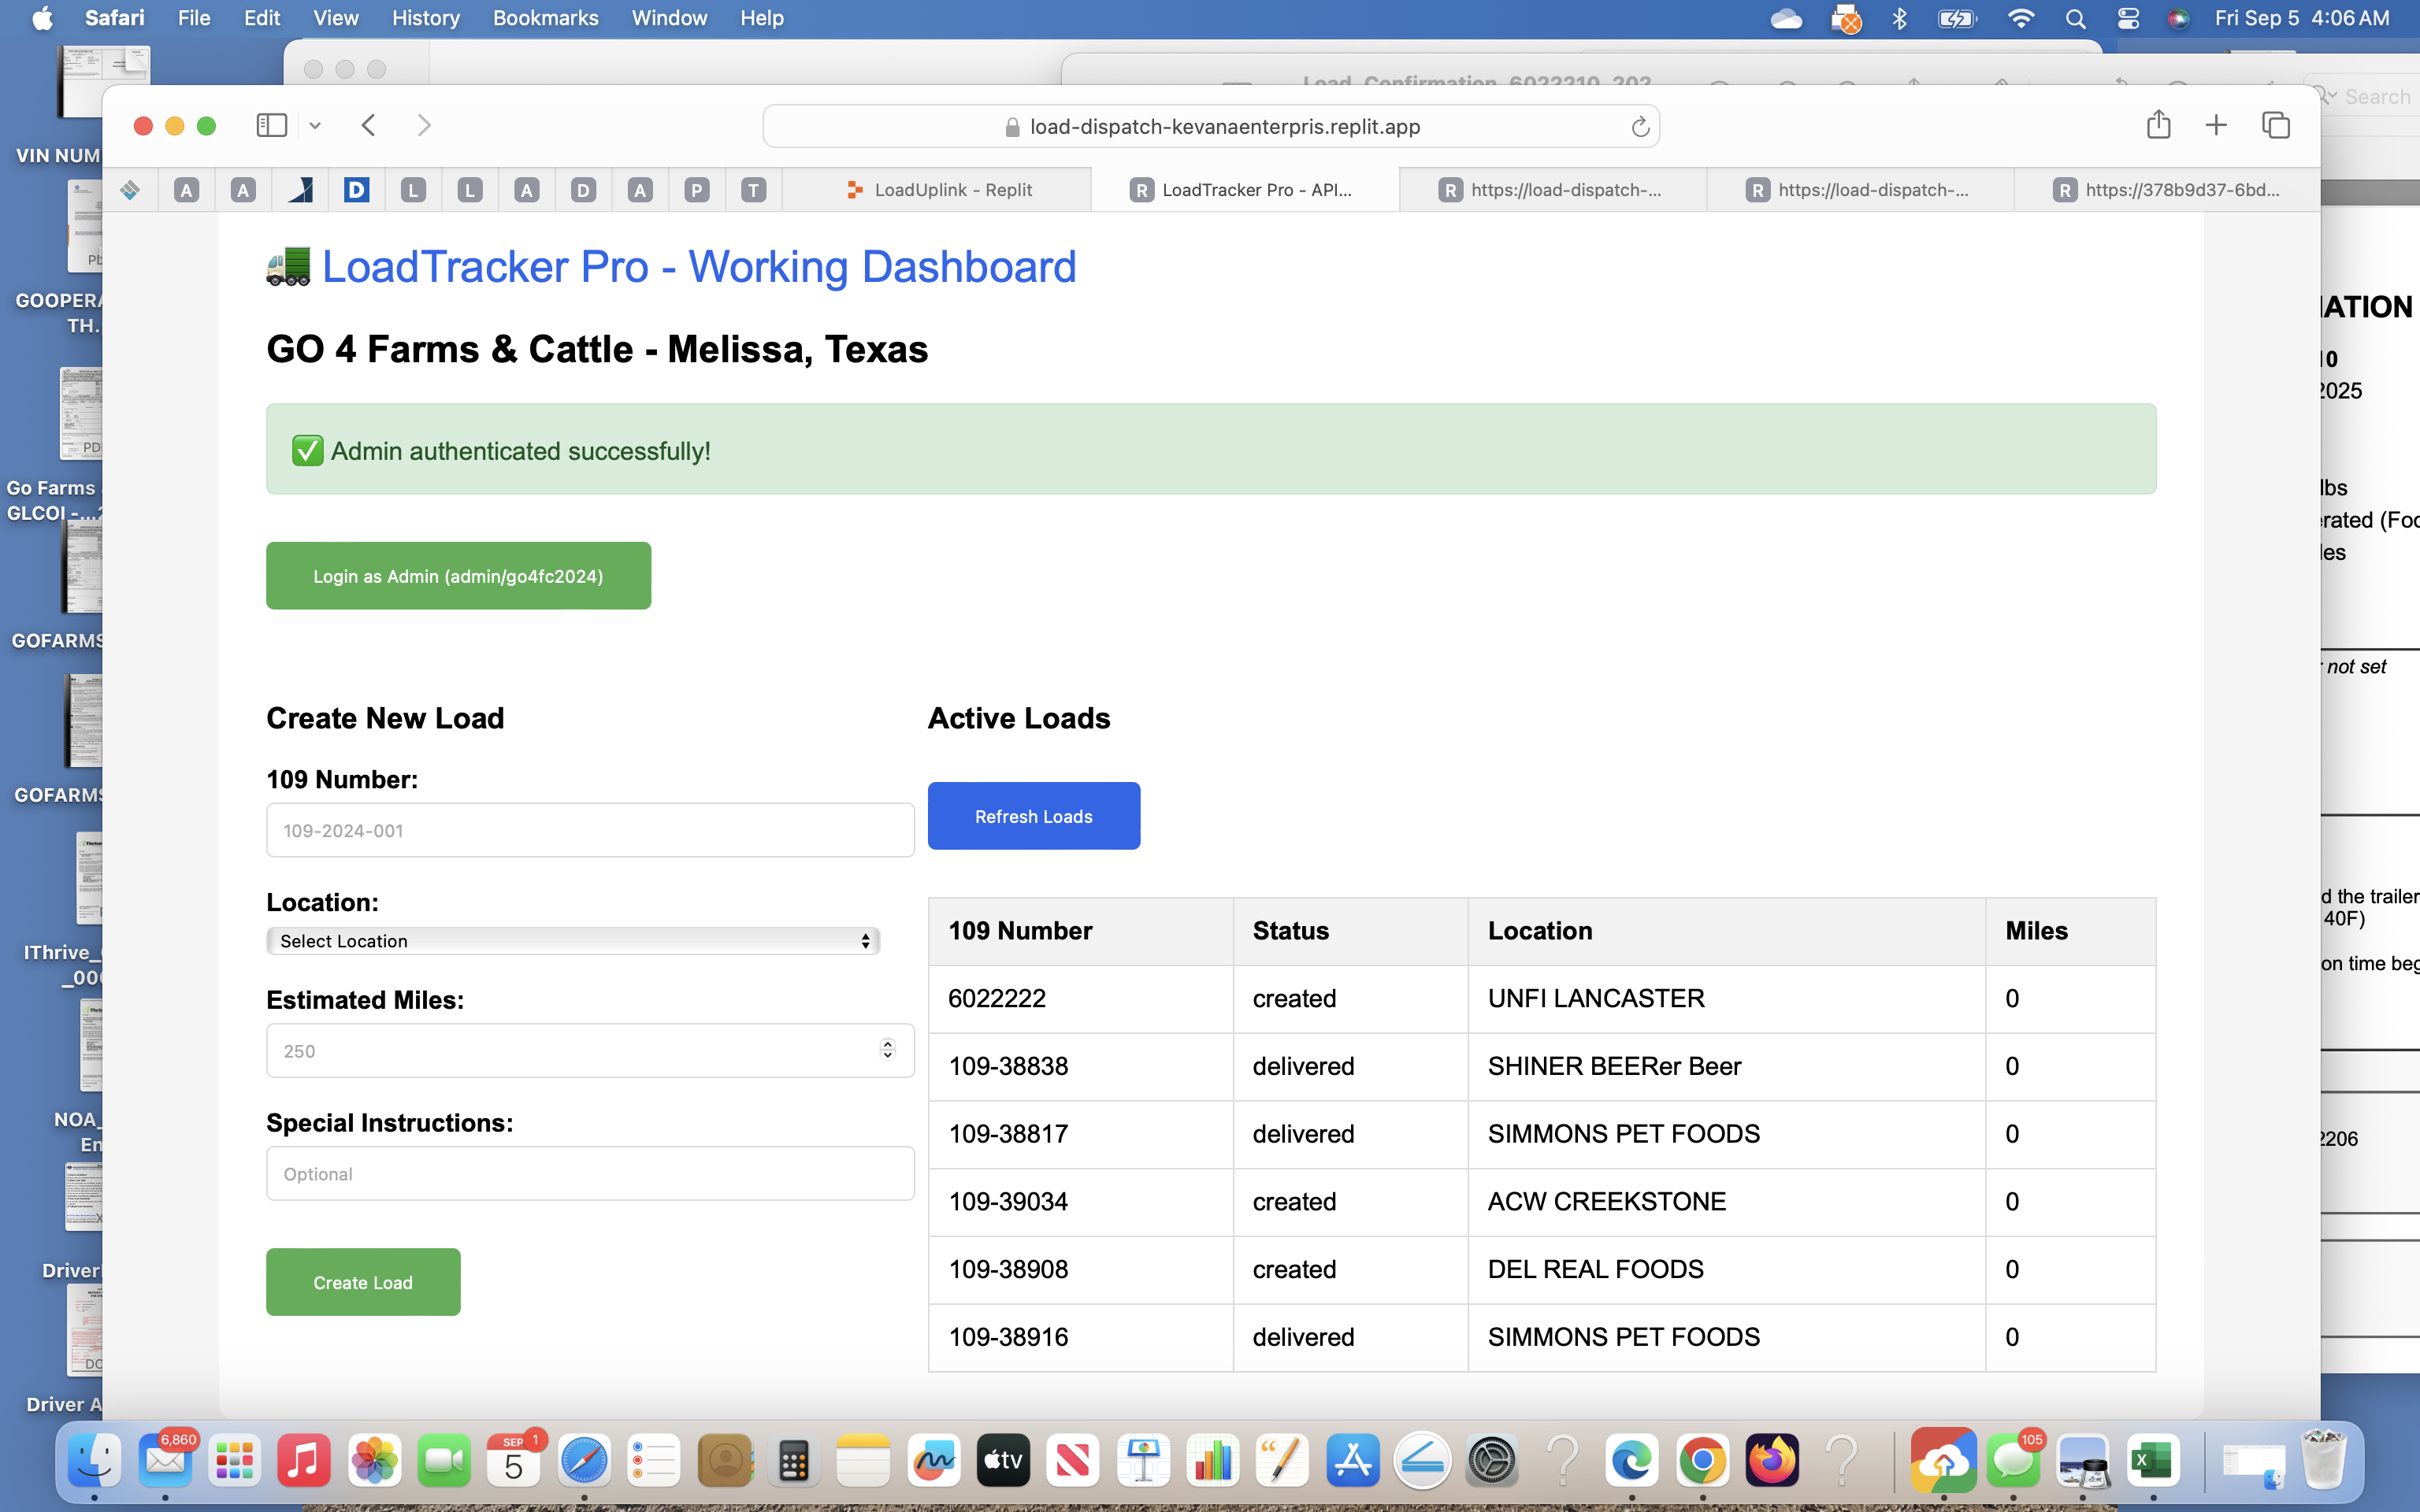 Safari File Edit View History Bookmarks Window Help
Fri Sep 5 4:06 AM
Load_Confirmation_6022210_202
Search
load-dispatch-kevanaenterpris.replit.app
A A D L L A D A P T
LoadUplink - Replit
R LoadTracker Pro - API...
R https://load-dispatch-...
R https://load-dispatch-...
R https://378b9d37-6bd...
LoadTracker Pro - Working Dashboard
GO 4 Farms & Cattle - Melissa, Texas
✅ Admin authenticated successfully!
Login as Admin (admin/go4fc2024)
Create New Load
109 Number:
109-2024-001
Location:
Select Location
Estimated Miles:
250
Special Instructions:
Optional
Create Load
Active Loads
Refresh Loads
109 Number Status Location Miles
6022222 created UNFI LANCASTER 0
109-38838 delivered SHINER BEERer Beer 0
109-38817 delivered SIMMONS PET FOODS 0
109-39034 created ACW CREEKSTONE 0
109-38908 created DEL REAL FOODS 0
109-38916 delivered SIMMONS PET FOODS 0
VIN NUM
GOOPERA
TH.
PD
Go Farms
GLCOI -...
GOFARMS
GOFARMS
IThrive_
_00
NOA_
En
Driver
DO
Driver A
ATION
10
2025
lbs
erated (Foo
les
not set
d the trailer
40F)
on time beg
2206
6,860
SEP
5
1
tv
105
X